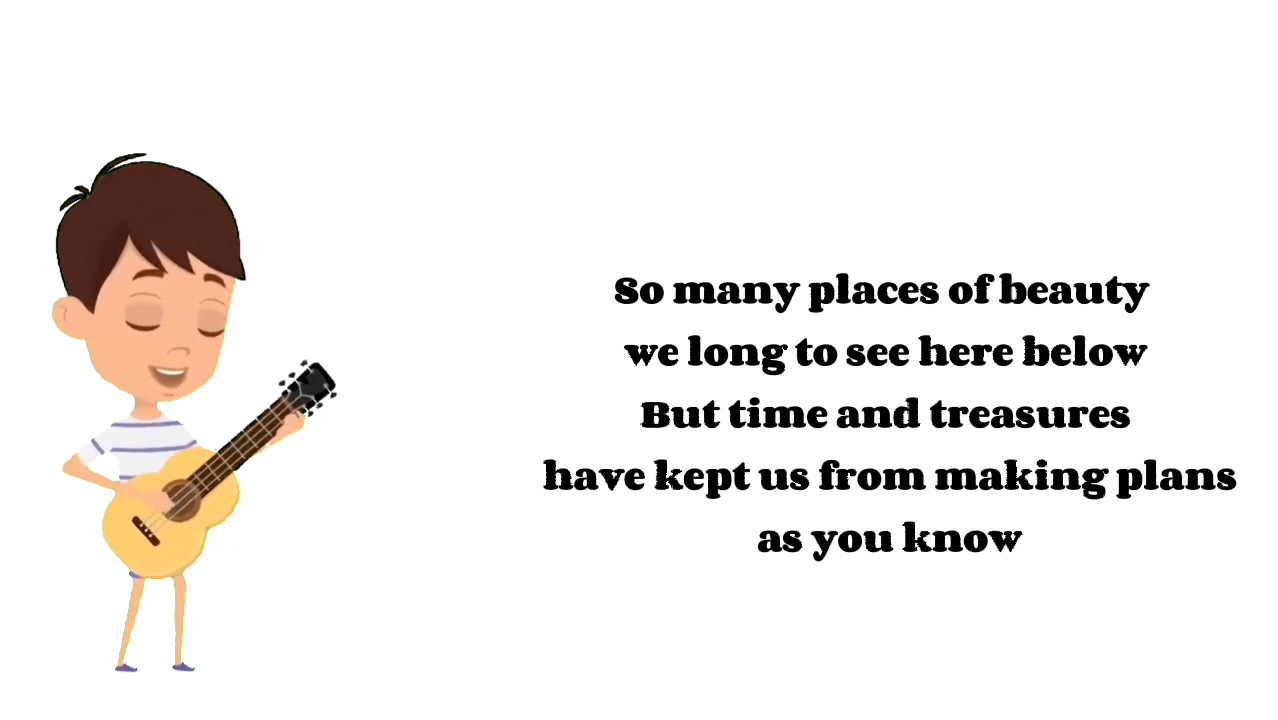 So many places of beauty
we long to see here below
But time and treasures
have kept us from making plans
as you know